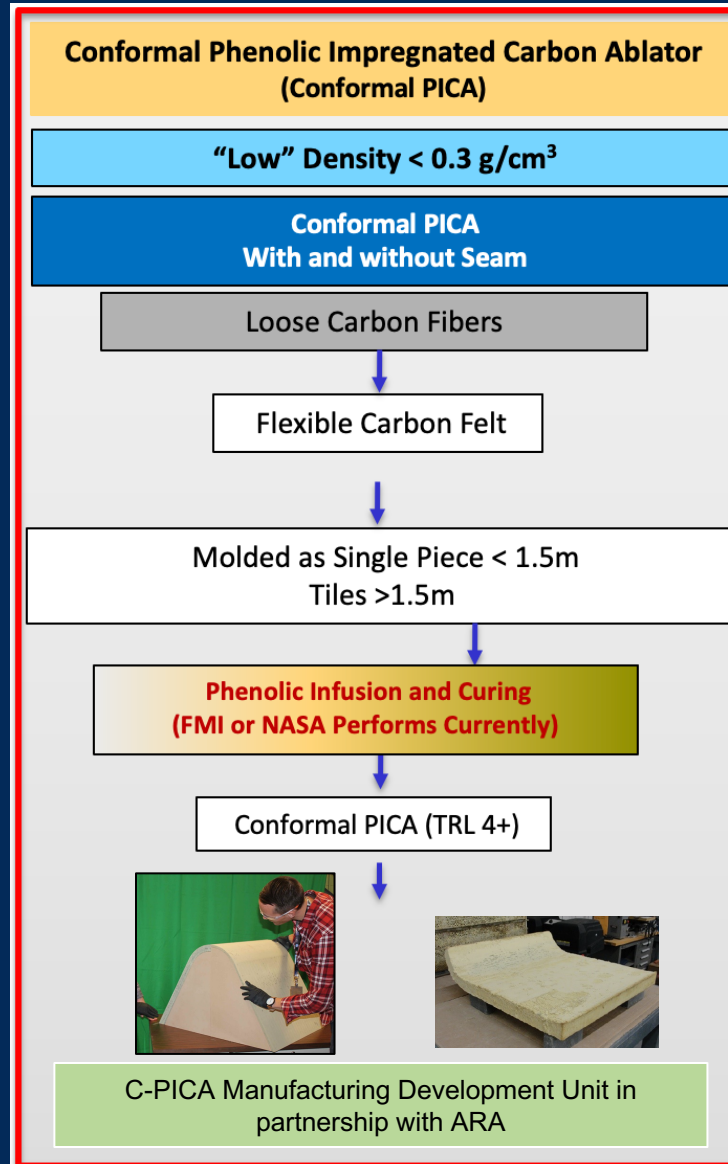 Conformal Phenolic Impregnated Carbon Ablator
(Conformal PICA)
“Low” Density < 0.3 g/cm³
Conformal PICA
With and without Seam
Loose Carbon Fibers
Flexible Carbon Felt
Molded as Single Piece < 1.5m
Tiles >1.5m
Phenolic Infusion and Curing
(FMI or NASA Performs Currently)
Conformal PICA (TRL 4+)
C-PICA Manufacturing Development Unit in
partnership with ARA